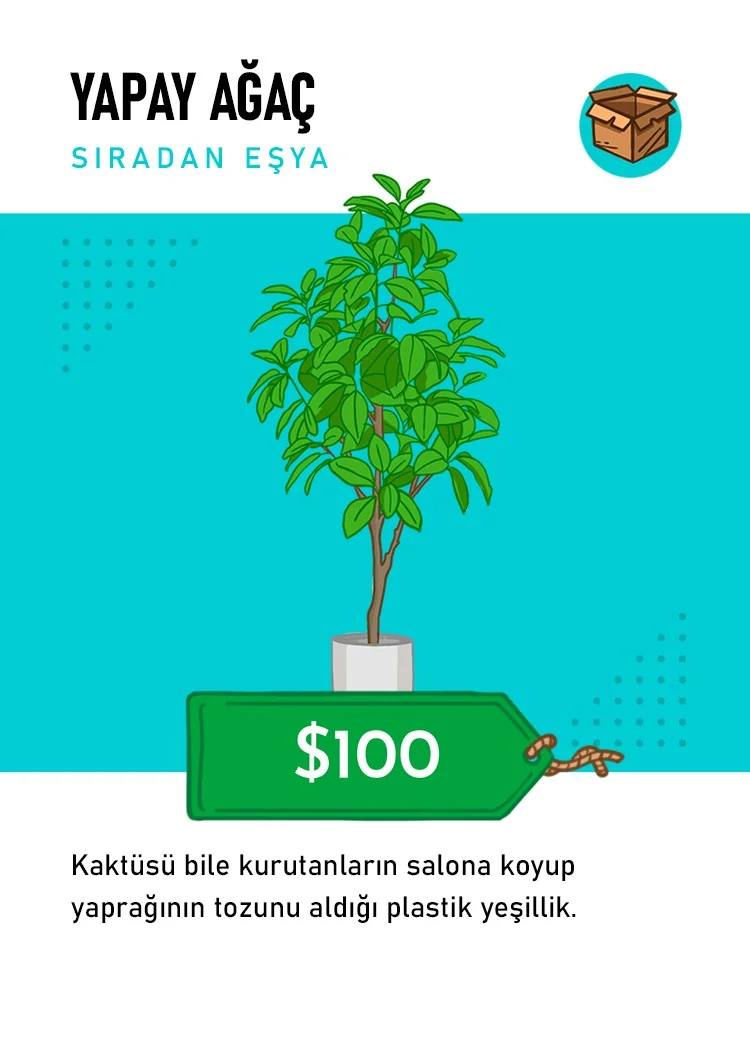 YAPAY AĞAÇ
SIRADAN EŞYA
$100
Kaktüsü bile kurutanların salona koyup
yaprağının tozunu aldığı plastik yeşillik.